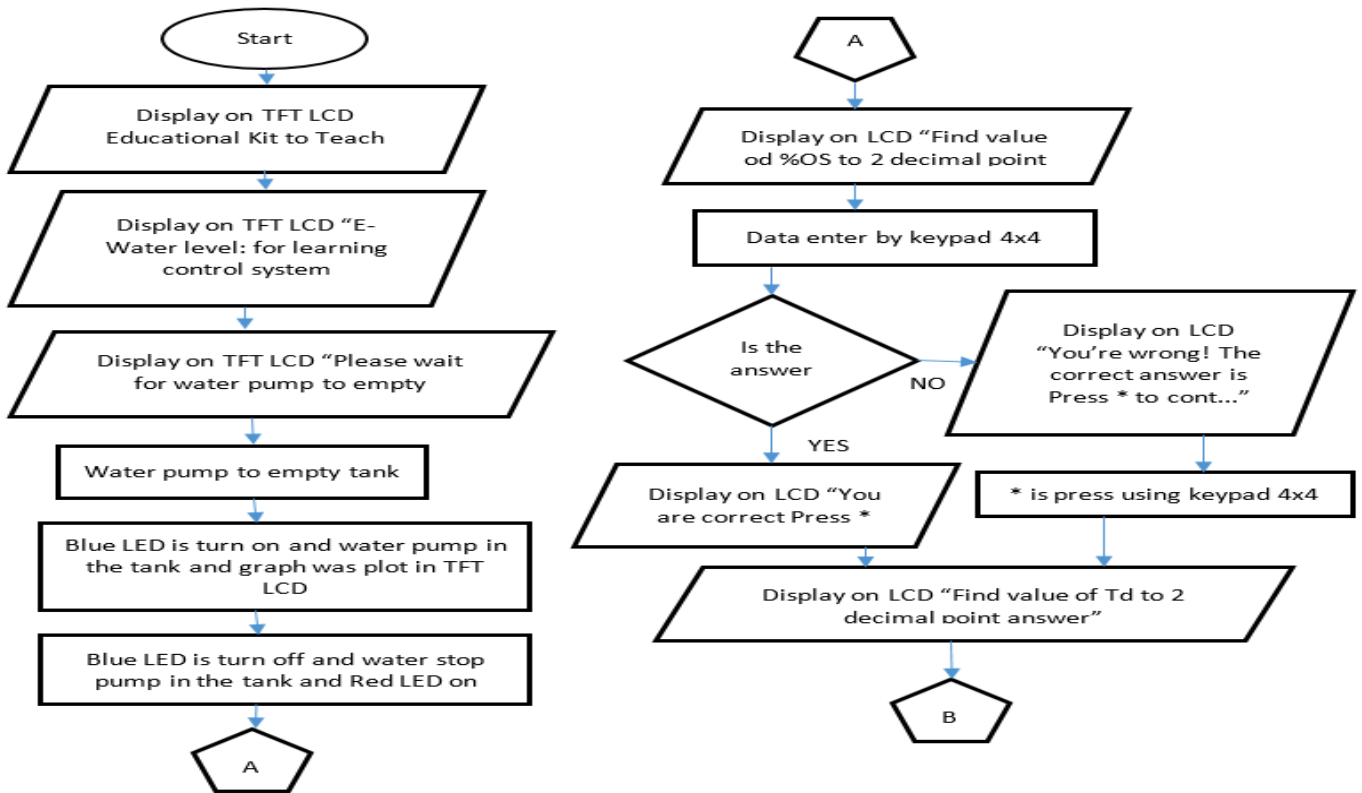 Start
Display on TFT LCD
Educational Kit to Teach
Display on TFT LCD “E-
Water level: for learning
control system
Display on TFT LCD “Please wait
for water pump to empty
Water pump to empty tank
Blue LED is turn on and water pump in
the tank and graph was plot in TFT
LCD
Blue LED is turn off and water stop
pump in the tank and Red LED on
A
A
Display on LCD “Find value
od %OS to 2 decimal point
Data enter by keypad 4x4
Is the
answer
NO
YES
Display on LCD
“You’re wrong! The
correct answer is
Press * to cont...”
* is press using keypad 4x4
Display on LCD “You
are correct Press *
Display on LCD “Find value of Td to 2
decimal point answer”
B